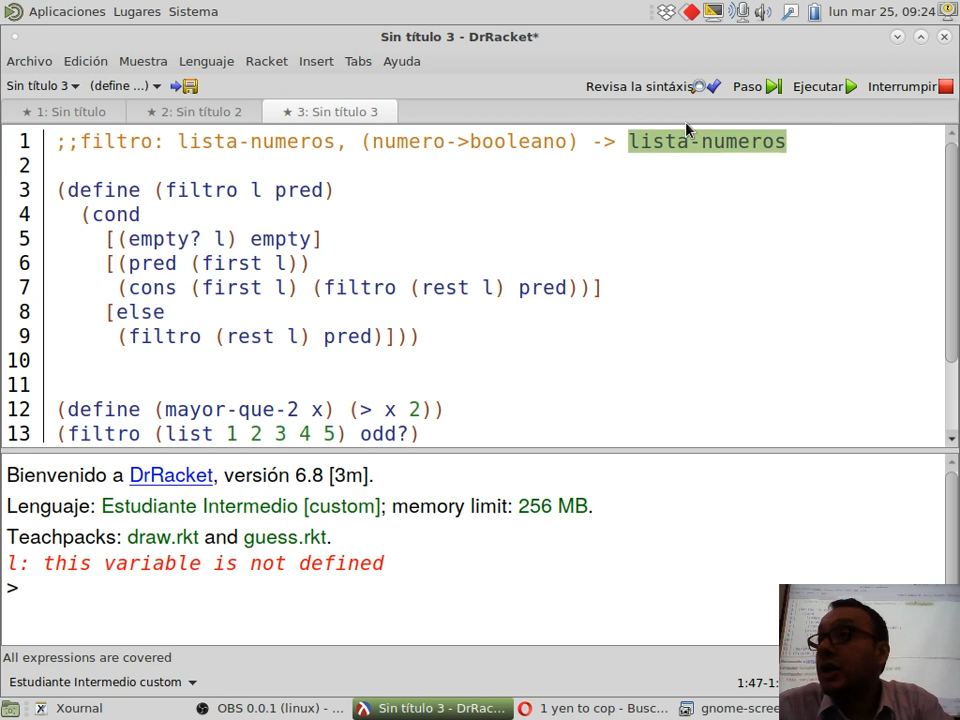 Aplicaciones Lugares Sistema lun mar 25, 09:24
Sin título 3 - DrRacket*
Archivo Edición Muestra Lenguaje Racket Insert Tabs Ayuda
Sin título 3 (define ...) Revisa la sintáxis Paso Ejecutar Interrumpir
★ 1: Sin título ★ 2: Sin título 2 ★ 3: Sin título 3
1 ;;filtro: lista-numeros, (numero->booleano) -> lista-numeros
2
3 (define (filtro l pred)
4 (cond
5 [(empty? l) empty]
6 [(pred (first l))
7 (cons (first l) (filtro (rest l) pred))]
8 [else
9 (filtro (rest l) pred)]))
10
11
12 (define (mayor-que-2 x) (> x 2))
13 (filtro (list 1 2 3 4 5) odd?)
Bienvenido a DrRacket, versión 6.8 [3m].
Lenguaje: Estudiante Intermedio [custom]; memory limit: 256 MB.
Teachpacks: draw.rkt and guess.rkt.
l: this variable is not defined
>
All expressions are covered
Estudiante Intermedio custom 1:47-1:
Xournal OBS 0.0.1 (linux) - ... Sin título 3 - DrRac... 1 yen to cop - Busc... gnome-scree